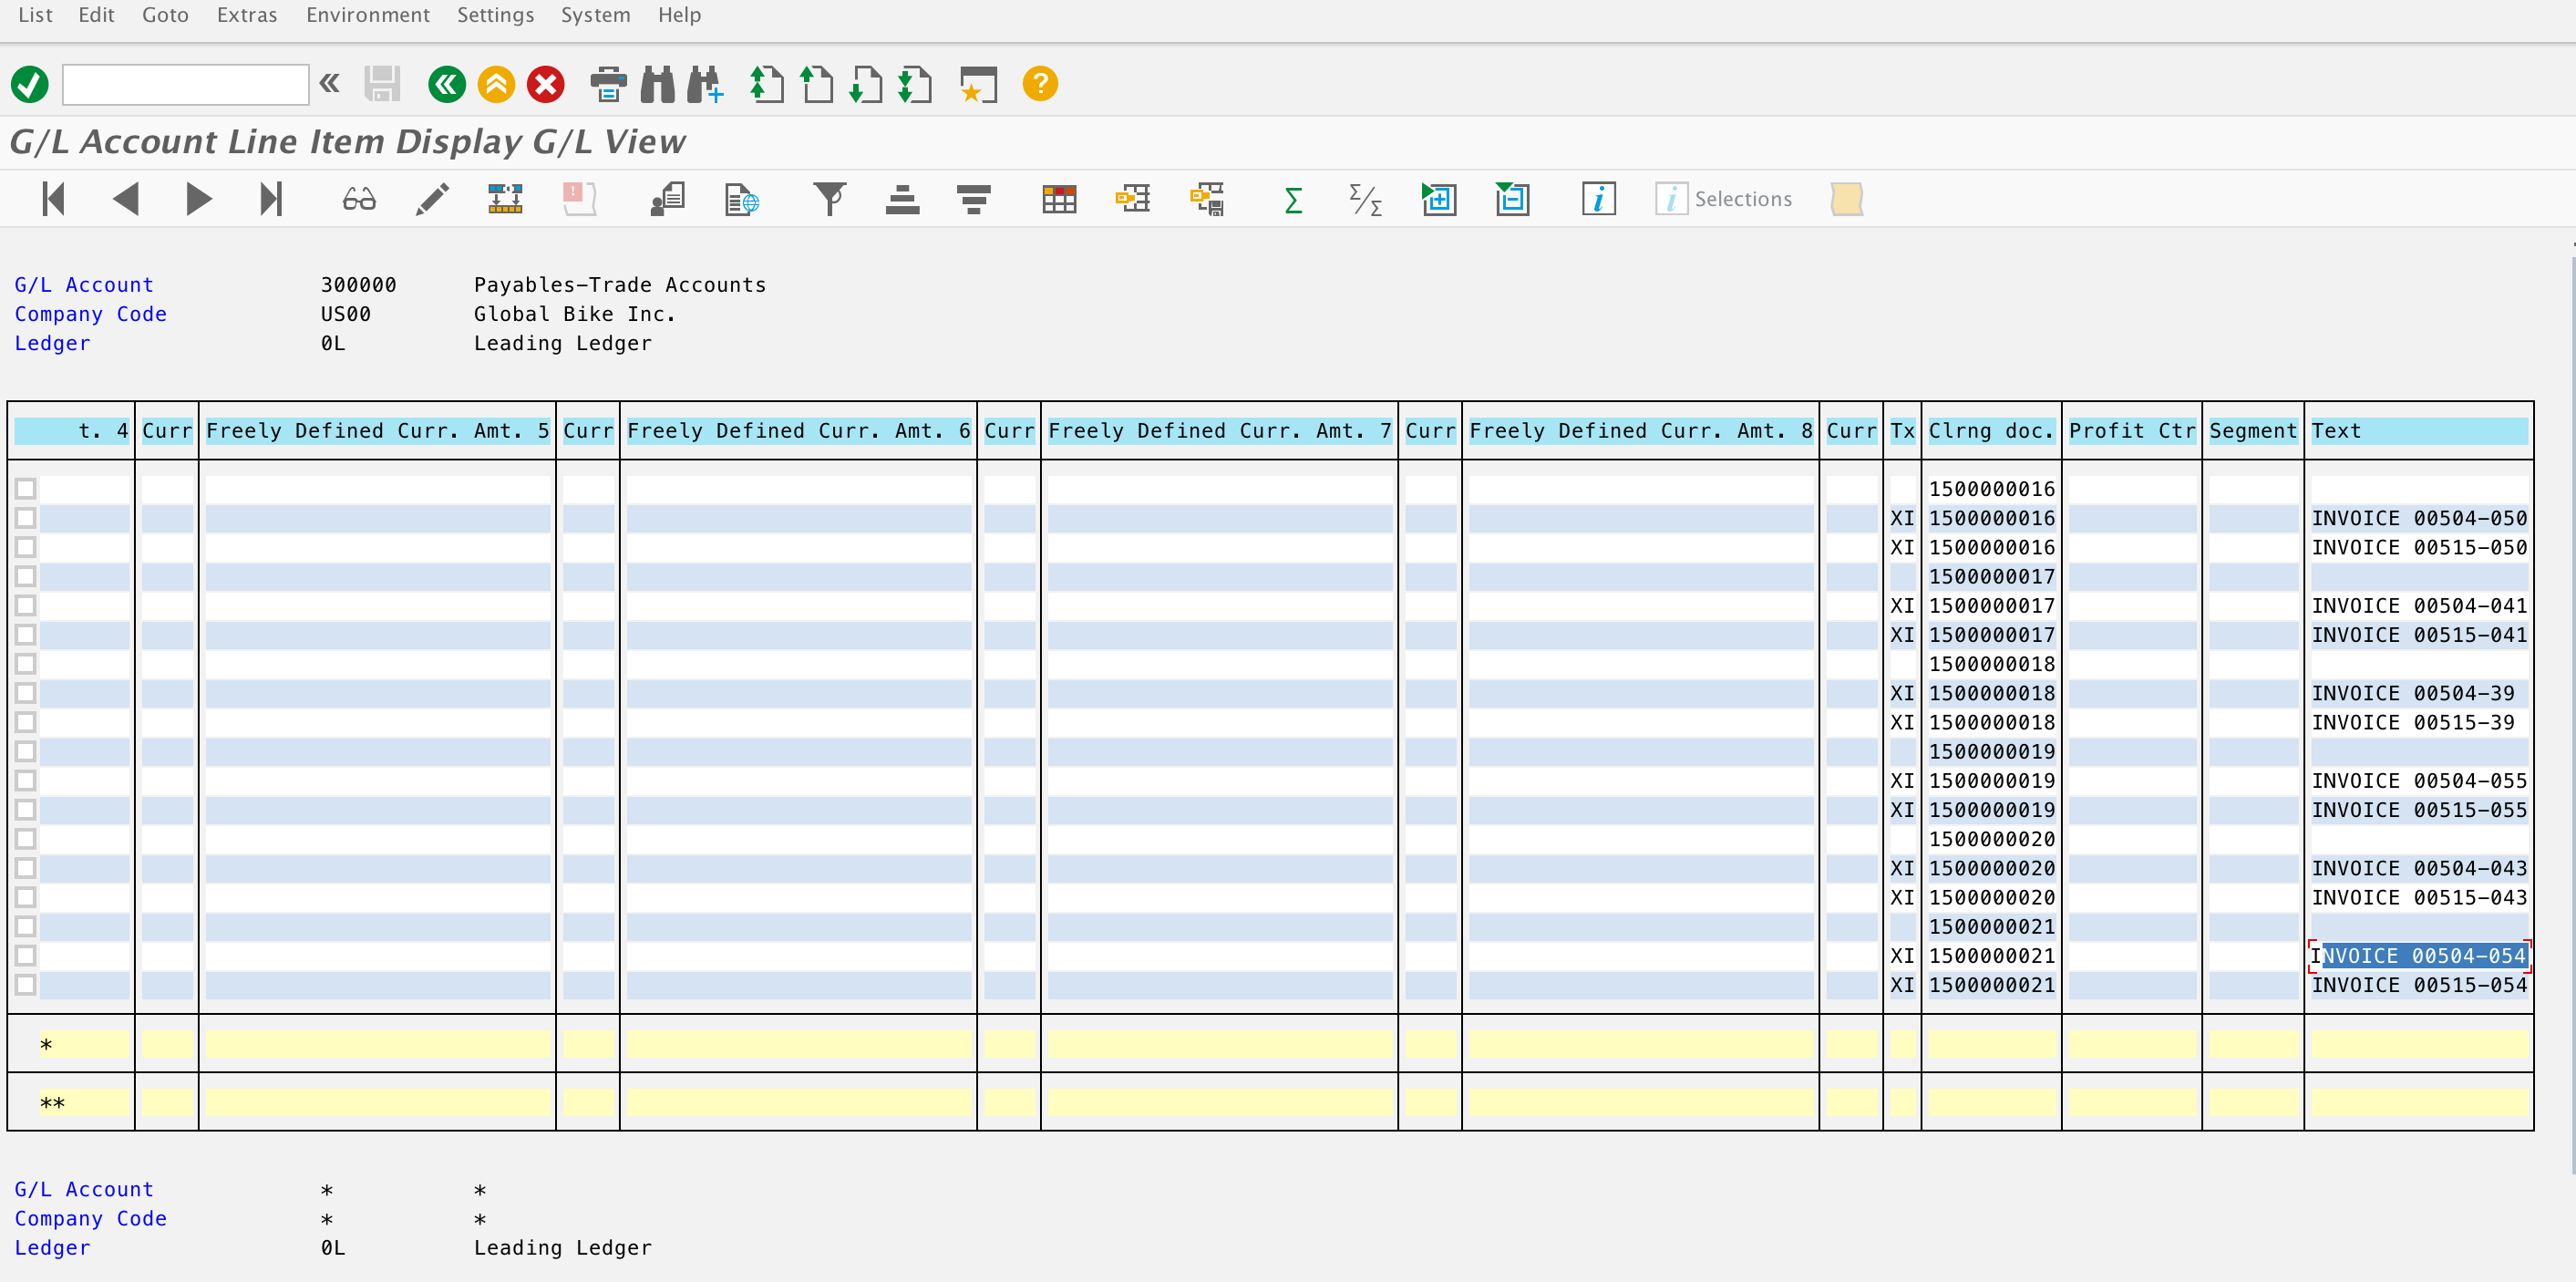 List Edit Goto Extras Environment Settings System Help
G/L Account Line Item Display G/L View
Selections
G/L Account 300000 Payables-Trade Accounts
Company Code US00 Global Bike Inc.
Ledger 0L Leading Ledger
t. 4 Curr Freely Defined Curr. Amt. 5 Curr Freely Defined Curr. Amt. 6 Curr Freely Defined Curr. Amt. 7 Curr Freely Defined Curr. Amt. 8 Curr Tx Clrng doc. Profit Ctr Segment Text
1500000016
XI 1500000016 INVOICE 00504-050
XI 1500000016 INVOICE 00515-050
1500000017
XI 1500000017 INVOICE 00504-041
XI 1500000017 INVOICE 00515-041
1500000018
XI 1500000018 INVOICE 00504-39
XI 1500000018 INVOICE 00515-39
1500000019
XI 1500000019 INVOICE 00504-055
XI 1500000019 INVOICE 00515-055
1500000020
XI 1500000020 INVOICE 00504-043
XI 1500000020 INVOICE 00515-043
1500000021
XI 1500000021 INVOICE 00504-054
XI 1500000021 INVOICE 00515-054
*
**
G/L Account * *
Company Code * *
Ledger 0L Leading Ledger